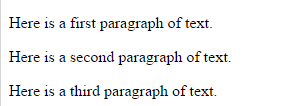 Here is a first paragraph of text.
Here is a second paragraph of text.
Here is a third paragraph of text.